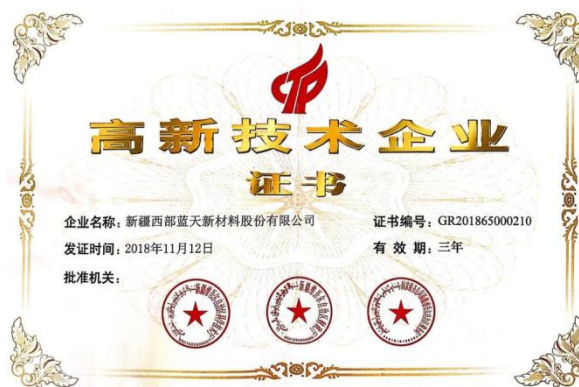 高新技术企业
证书
企业名称：新疆西部蓝天新材料股份有限公司
证书编号：GR201865000210
发证时间：2018年11月12日
有 效 期：三年
批准机关：